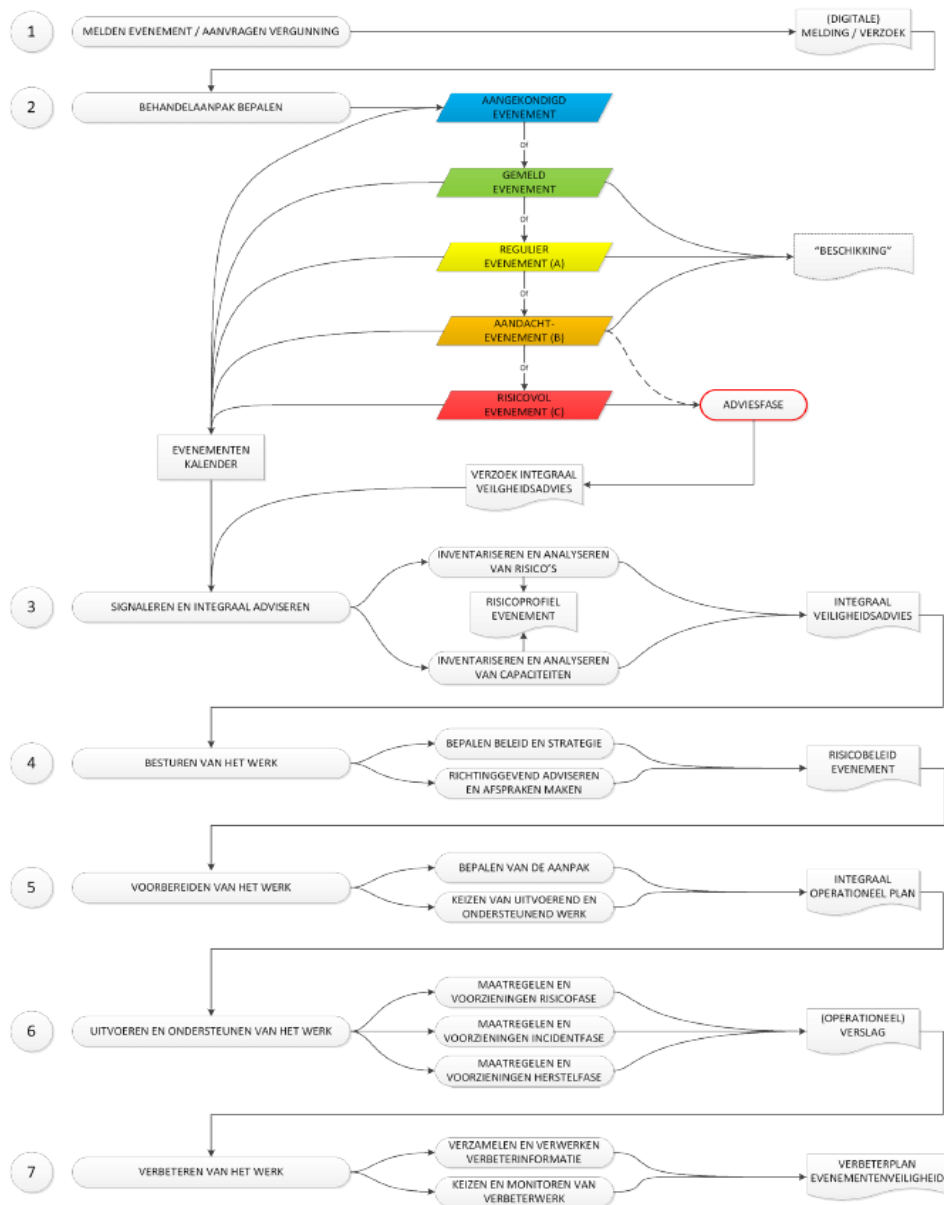 1
MELDEN EVENEMENT / AANVRAGEN VERGUNNING
(DIGITALE)
MELDING / VERZOEK
2
BEHANDELAANPAK BEPALEN
AANGEKONDIGD
EVENEMENT
Of
GEMELD
EVENEMENT
Of
REGULIER
EVENEMENT (A)
"BESCHIKKING"
Of
AANDACHT-
EVENEMENT (B)
Of
RISICOVOL
EVENEMENT (C)
ADVIESFASE
EVENEMENTEN
KALENDER
VERZOEK INTEGRAAL
VEILGHEIDSADVIES
3
SIGNALEREN EN INTEGRAAL ADVISEREN
INVENTARISEREN EN ANALYSEREN
VAN RISICO'S
RISICOPROFIEL
EVENEMENT
INVENTARISEREN EN ANALYSEREN
VAN CAPACITEITEN
INTEGRAAL
VEILIGHEIDSADVIES
4
BESTUREN VAN HET WERK
BEPALEN BELEID EN STRATEGIE
RICHTINGGEVEND ADVISEREN
EN AFSPRAKEN MAKEN
RISICOBELEID
EVENEMENT
5
VOORBEREIDEN VAN HET WERK
BEPALEN VAN DE AANPAK
KEIZEN VAN UITVOEREND EN
ONDERSTEUNEND WERK
INTEGRAAL
OPERATIONEEL PLAN
6
UITVOEREN EN ONDERSTEUNEN VAN HET WERK
MAATREGELEN EN
VOORZIENINGEN RISICOFASE
MAATREGELEN EN
VOORZIENINGEN INCIDENTFASE
MAATREGELEN EN
VOORZIENINGEN HERSTELFASE
(OPERATIONEEL)
VERSLAG
7
VERBETEREN VAN HET WERK
VERZAMELEN EN VERWERKEN
VERBETERINFORMATIE
KEIZEN EN MONITOREN VAN
VERBETERWERK
VERBETERPLAN
EVENEMENTENVEILIGHEID